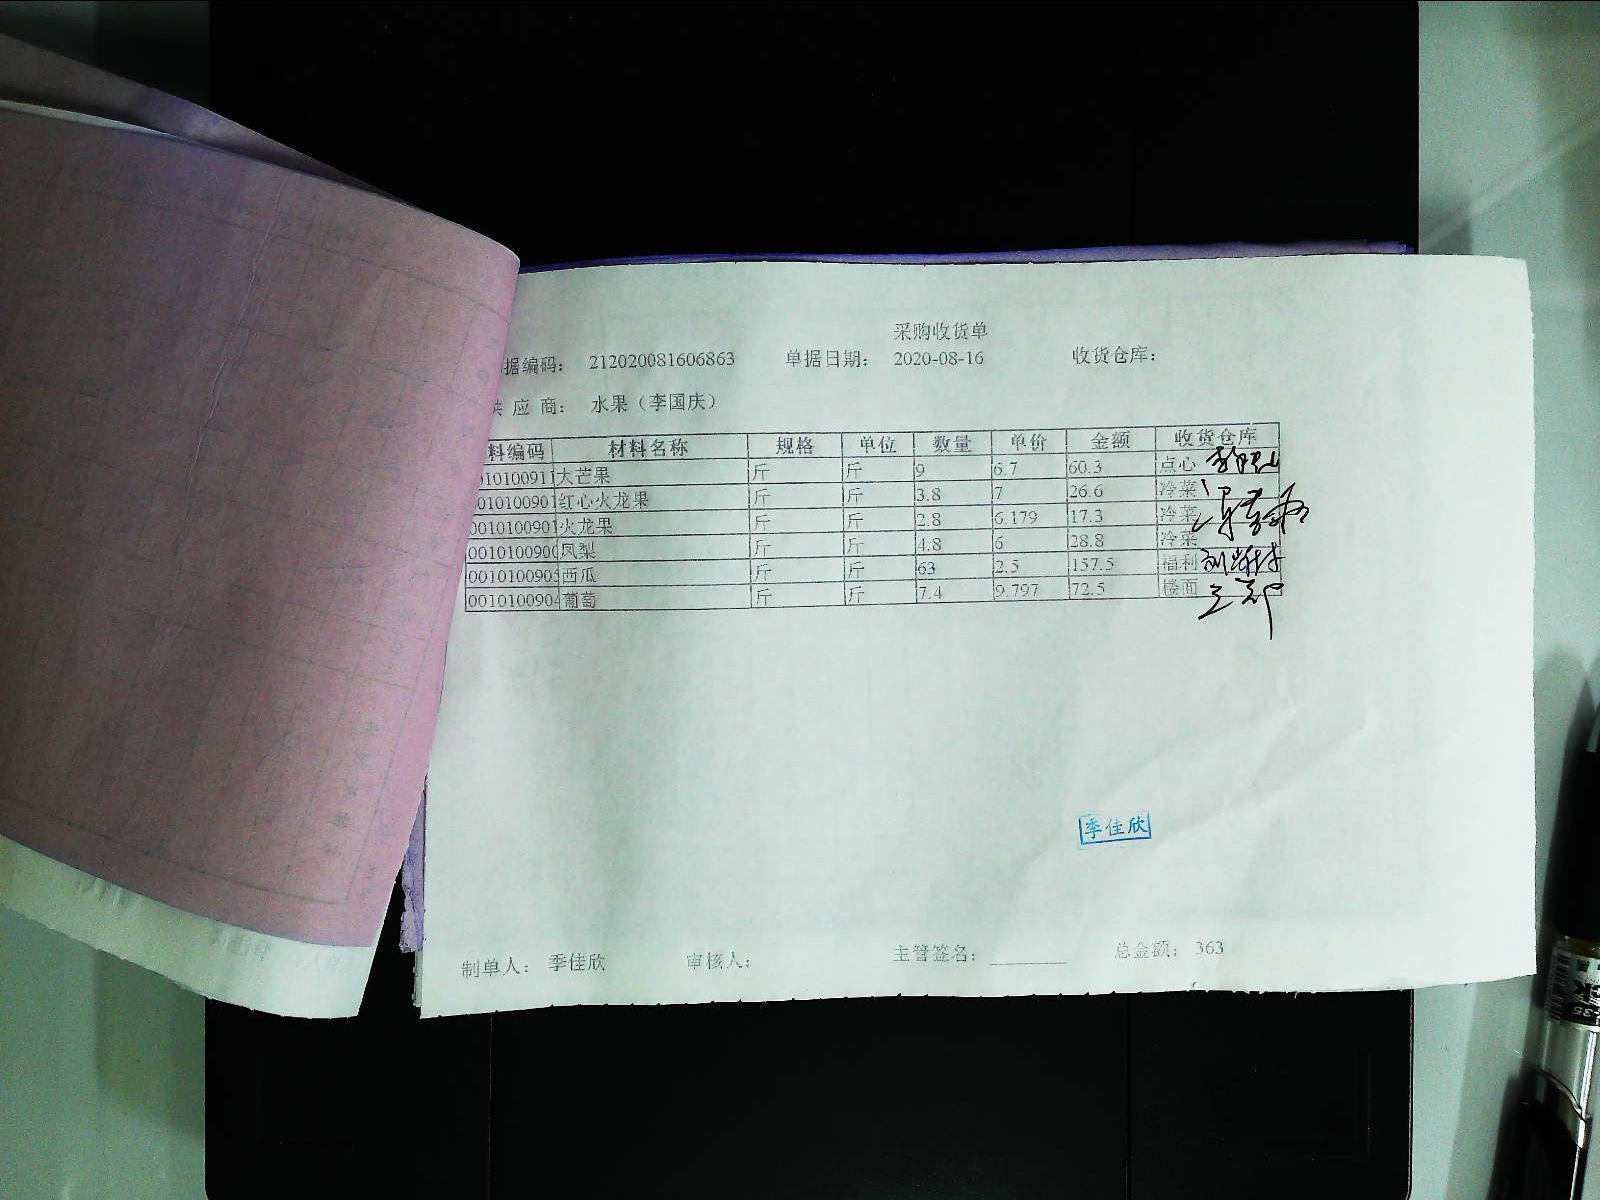 采购收货单
据编码： 212020081606863 单据日期： 2020-08-16 收货仓库：
供 应 商： 水果（李国庆）
料编码 材料名称 规格 单位 数量 单价 金额 收货仓库
010100911 大芒果 斤 斤 9 6.7 60.3 点心
0010100901 红心火龙果 斤 斤 3.8 7 26.6 冷菜
0010100901 火龙果 斤 斤 2.8 6.179 17.3 冷菜
0010100900 凤梨 斤 斤 4.8 6 28.8 冷菜
0010100905 西瓜 斤 斤 63 2.5 157.5 福利
0010100904 葡萄 斤 斤 7.4 9.797 72.5 楼面
季佳欣
制单人： 季佳欣 审核人： 主管签名： 总金额： 363